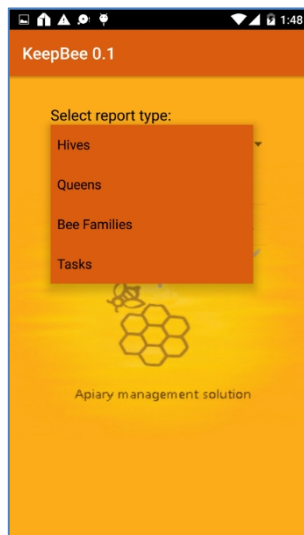 1:48
KeepBee 0.1
Select report type:
Hives
Queens
Bee Families
Tasks
Apiary management solution